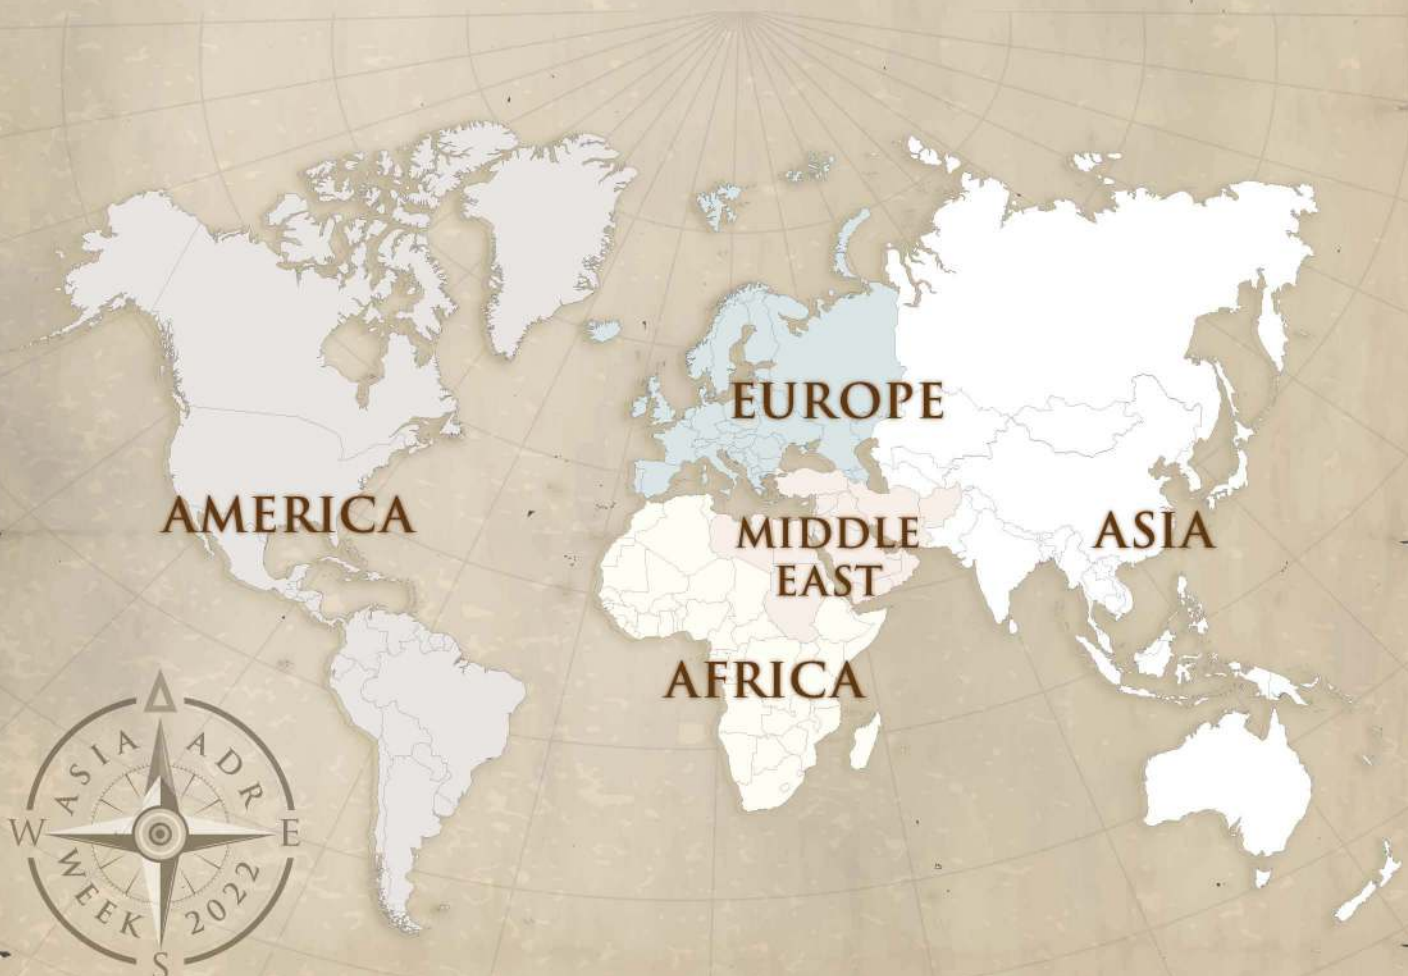 EUROPE
AMERICA
MIDDLE
EAST
ASIA
AFRICA
ASIA ADR
W E
WEEK 2022
S